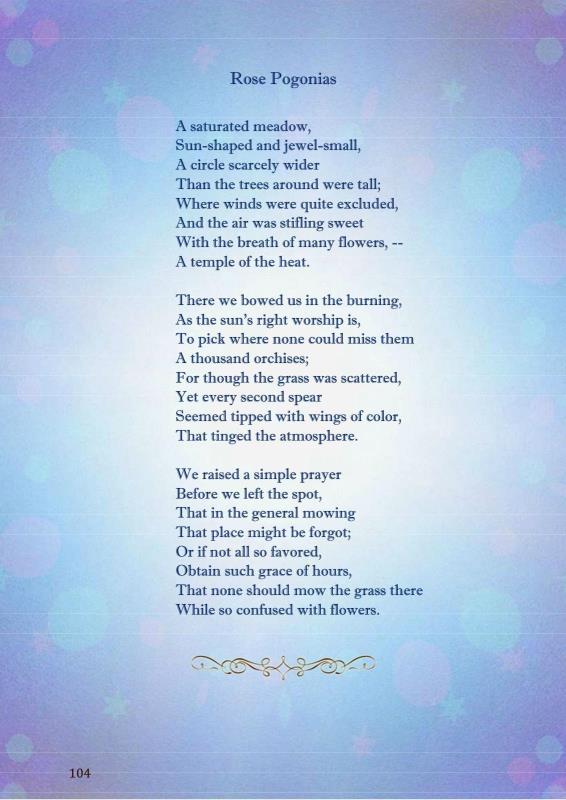 Rose Pogonias
A saturated meadow,
Sun-shaped and jewel-small,
A circle scarcely wider
Than the trees around were tall;
Where winds were quite excluded,
And the air was stifling sweet
With the breath of many flowers, --
A temple of the heat.
There we bowed us in the burning,
As the sun’s right worship is,
To pick where none could miss them
A thousand orchises;
For though the grass was scattered,
Yet every second spear
Seemed tipped with wings of color,
That tinged the atmosphere.
We raised a simple prayer
Before we left the spot,
That in the general mowing
That place might be forgot;
Or if not all so favored,
Obtain such grace of hours,
That none should mow the grass there
While so confused with flowers.
104